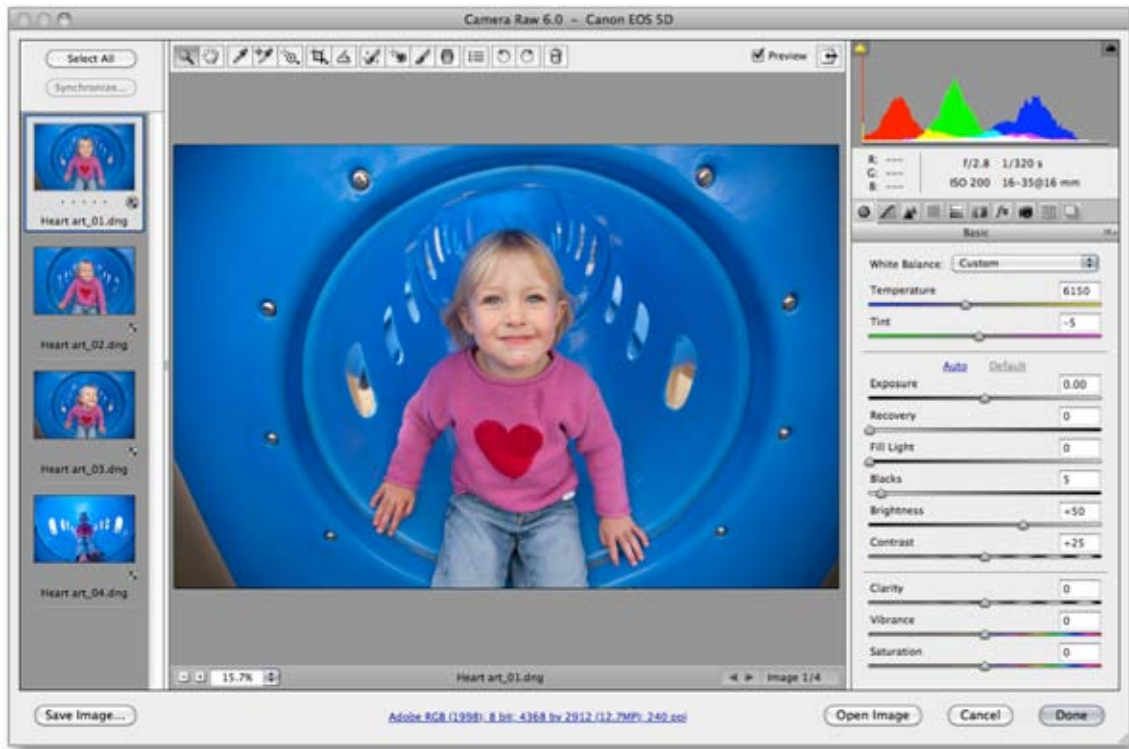 Camera Raw 6.0 – Canon EOS 5D
Select All
Synchronize...
Preview
Heart art_01.dng
Heart art_02.dng
Heart art_03.dng
Heart art_04.dng
R: ---
G: ---
B: ---
f/2.8 1/320 s
ISO 200 16-35@16 mm
Basic
White Balance: Custom
Temperature 6150
Tint -5
Auto Default
Exposure 0.00
Recovery 0
Fill Light 0
Blacks 5
Brightness +50
Contrast +25
Clarity 0
Vibrance 0
Saturation 0
15.7%
Heart art_01.dng
Image 1/4
Save Image...
Adobe RGB (1998); 8 bit; 4368 by 2912 (12.7MP); 240 ppi
Open Image
Cancel
Done